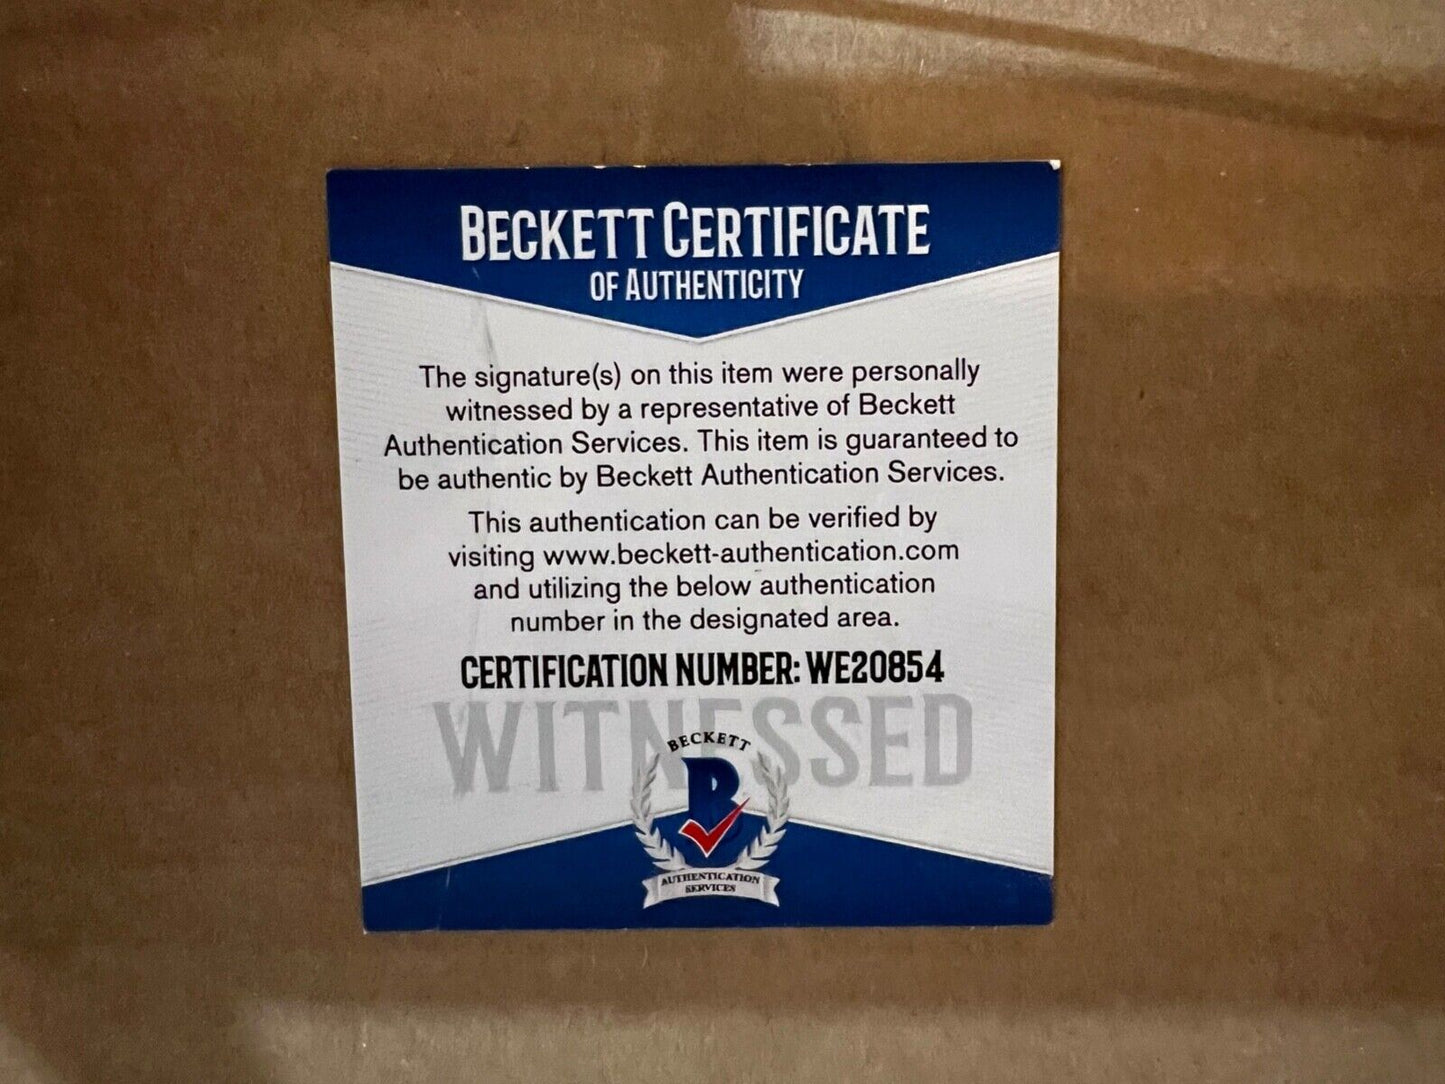 BECKETT CERTIFICATE
OF AUTHENTICITY
The signature(s) on this item were personally
witnessed by a representative of Beckett
Authentication Services. This item is guaranteed to
be authentic by Beckett Authentication Services.
This authentication can be verified by
visiting www.beckett-authentication.com
and utilizing the below authentication
number in the designated area.
CERTIFICATION NUMBER: WE20854
WITNESSED
BECKETT
B
AUTHENTICATION
SERVICES